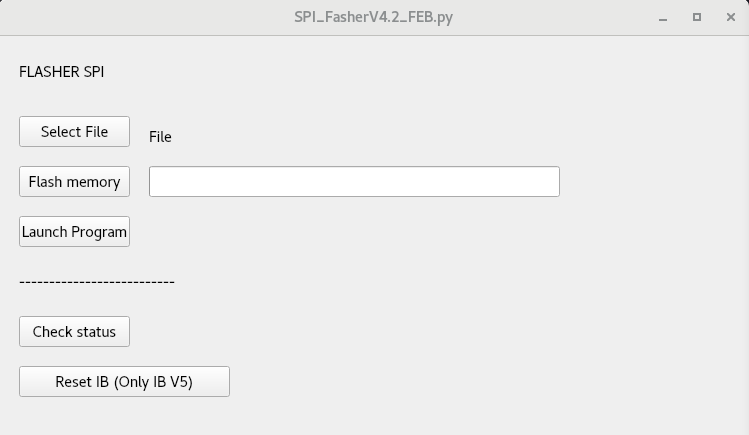 SPI_FasherV4.2_FEB.py
FLASHER SPI
Select File
File
Flash memory
Launch Program
--------------------------
Check status
Reset IB (Only IB V5)